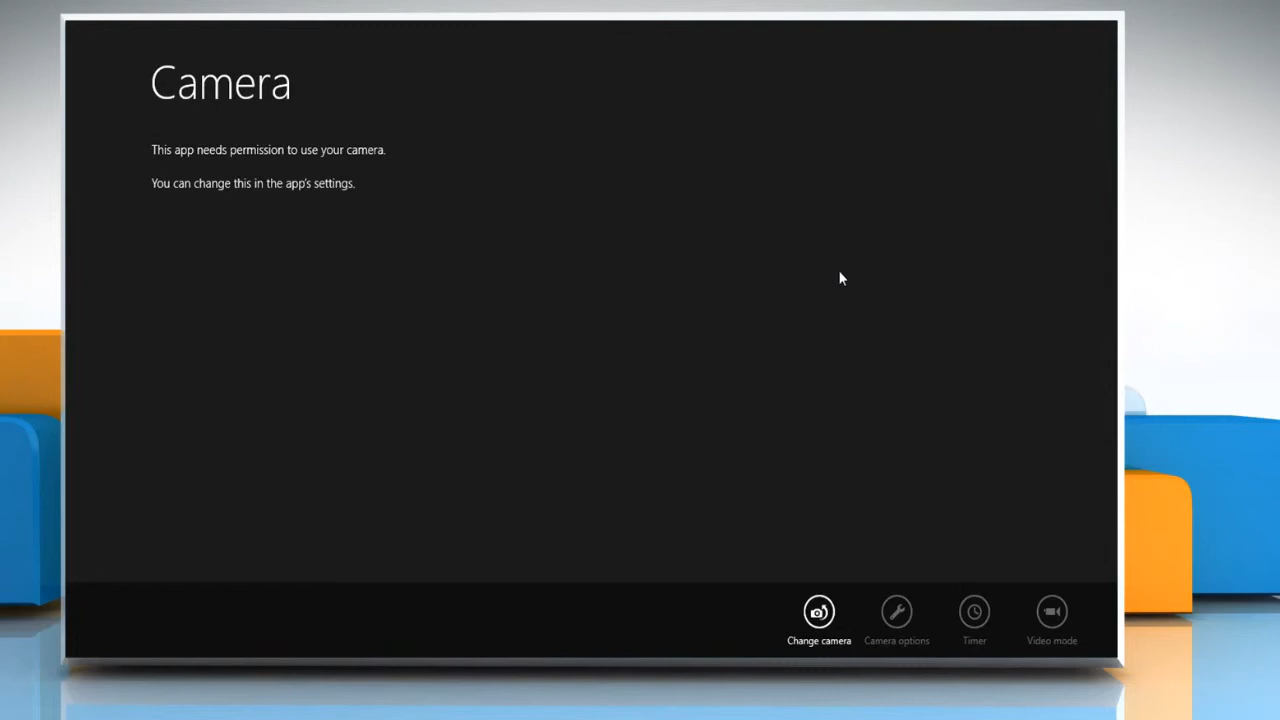 Camera
This app needs permission to use your camera.
You can change this in the app's settings.
Change camera
Camera options
Timer
Video mode